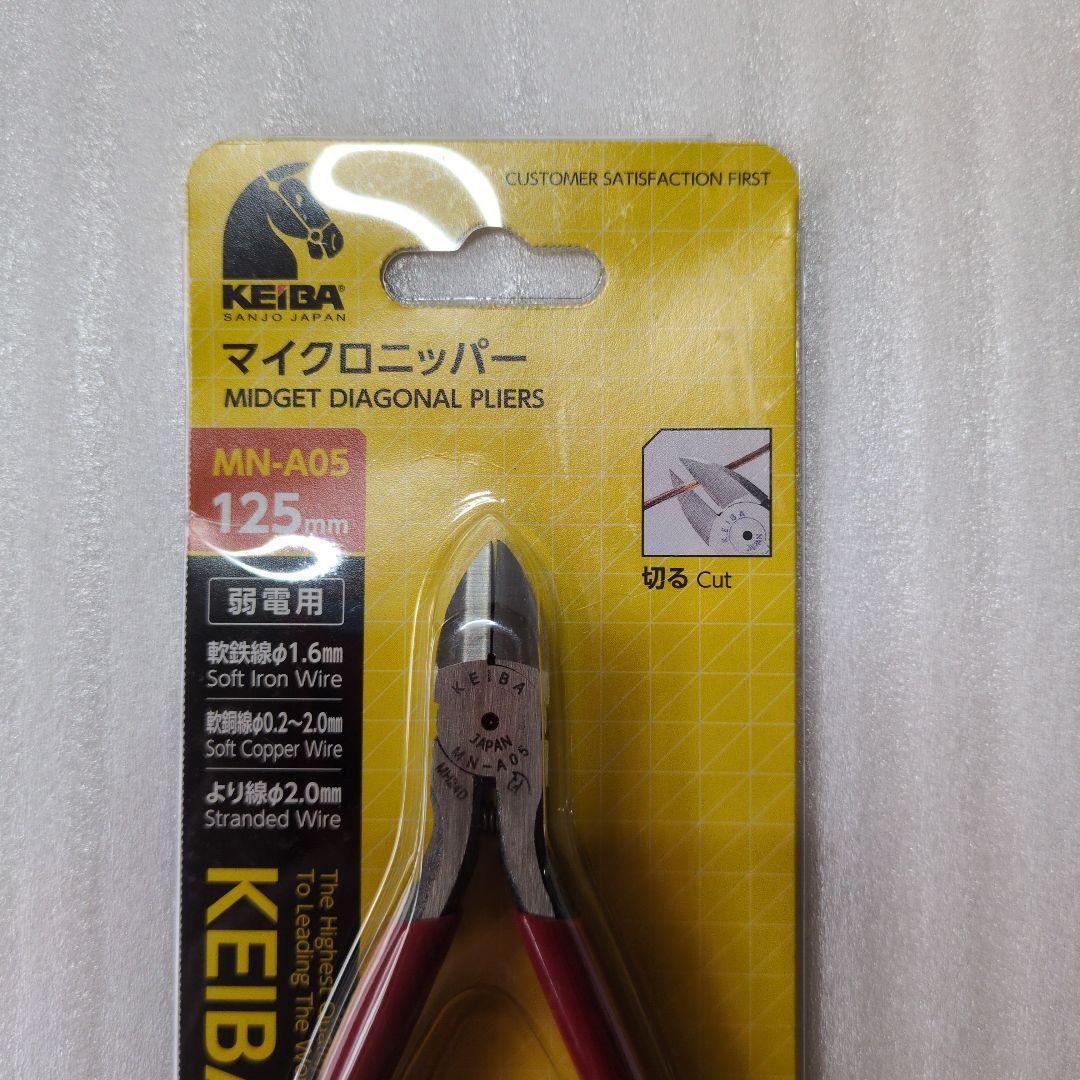 CUSTOMER SATISFACTION FIRST
KEIBA®
SANJO JAPAN
マイクロニッパー
MIDGET DIAGONAL PLIERS
MN-A05
125mm
弱電用
軟鉄線φ1.6mm
Soft Iron Wire
軟銅線φ0.2～2.0mm
Soft Copper Wire
より線φ2.0mm
Stranded Wire
KEIBA
JAPAN
切る Cut
KEIBA
JAPAN
MN-A05
The Highest
To Leading The
KEIBA